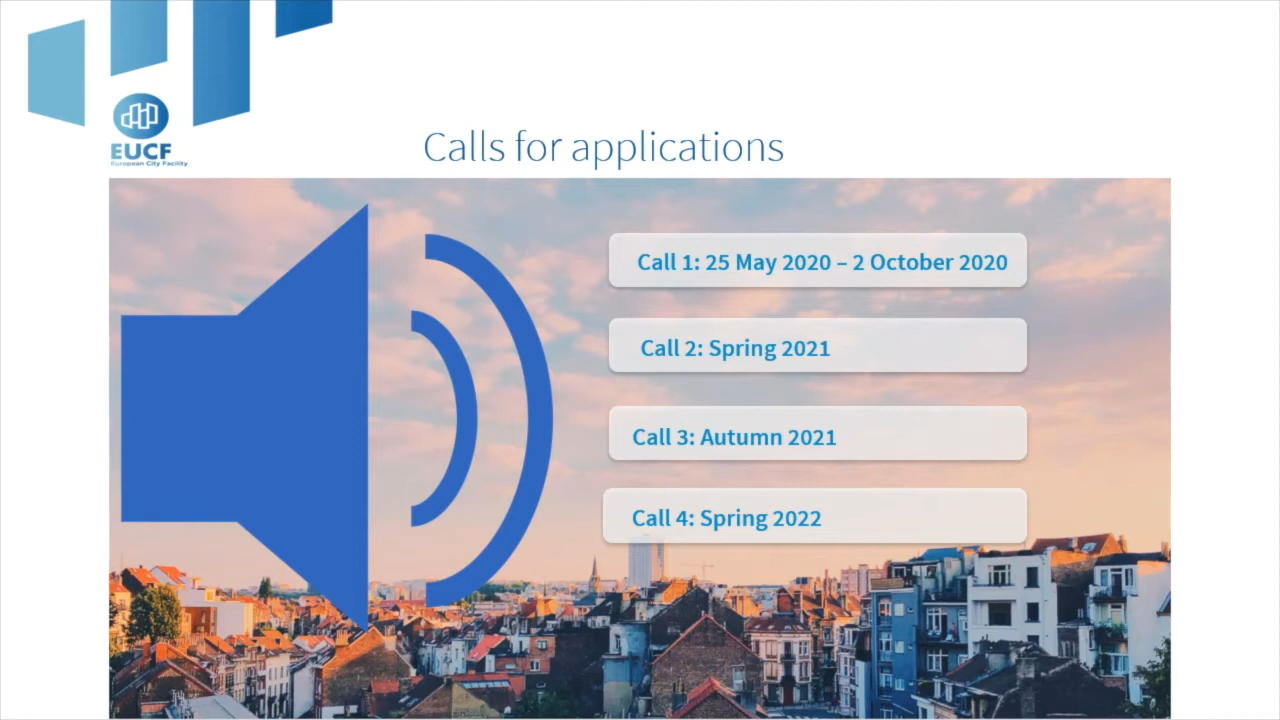 EUCF
European City Facility
Calls for applications
Call 1: 25 May 2020 – 2 October 2020
Call 2: Spring 2021
Call 3: Autumn 2021
Call 4: Spring 2022